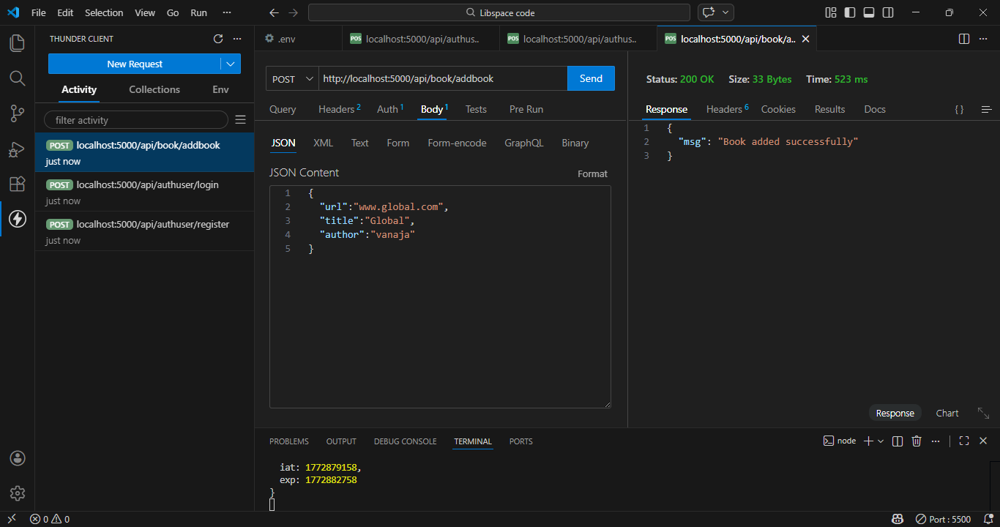 File Edit Selection View Go Run ···
Libspace code
THUNDER CLIENT
New Request
Activity Collections Env
filter activity
POST localhost:5000/api/book/addbook
just now
POST localhost:5000/api/authuser/login
just now
POST localhost:5000/api/authuser/register
just now
.env
POS localhost:5000/api/authus..
POS localhost:5000/api/authus..
POS localhost:5000/api/book/a..
POST http://localhost:5000/api/book/addbook Send
Query Headers 2 Auth 1 Body 1 Tests Pre Run
JSON XML Text Form Form-encode GraphQL Binary
JSON Content Format
1 {
2 "url":"www.global.com",
3 "title":"Global",
4 "author":"vanaja"
5 }
Status: 200 OK Size: 33 Bytes Time: 523 ms
Response Headers 6 Cookies Results Docs { }
1 {
2 "msg": "Book added successfully"
3 }
Response Chart
PROBLEMS OUTPUT DEBUG CONSOLE TERMINAL PORTS
node
iat: 1772879158,
exp: 1772882758
}
0 0
Port : 5500